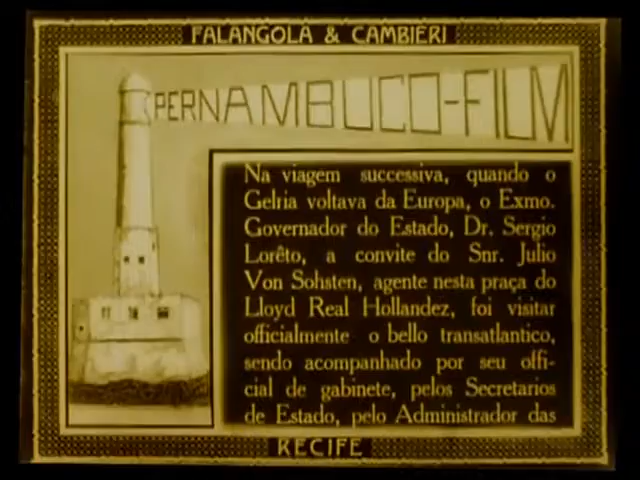 FALANGOLA & CAMBIERI
PERNAMBUCO-FILM
Na viagem successiva, quando o
Gelria voltava da Europa, o Exmo.
Governador do Estado, Dr. Sergio
Lorêto, a convite do Snr. Julio
Von Sohsten, agente nesta praça do
Lloyd Real Hollandez, foi visitar
officialmente o bello transatlantico,
sendo acompanhado por seu offi-
cial de gabinete, pelos Secretarios
de Estado, pelo Administrador das
RECIFE